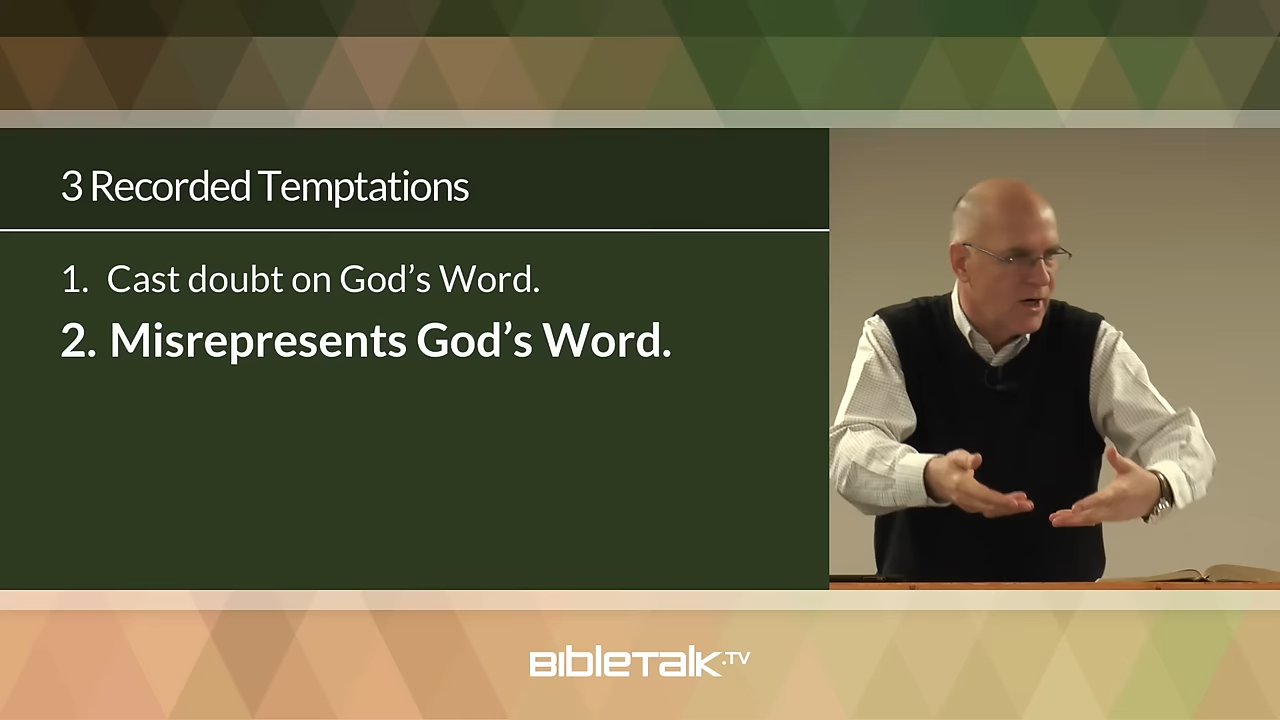 3 Recorded Temptations
1. Cast doubt on God’s Word.
2. Misrepresents God’s Word.
BIBLETALK.TV